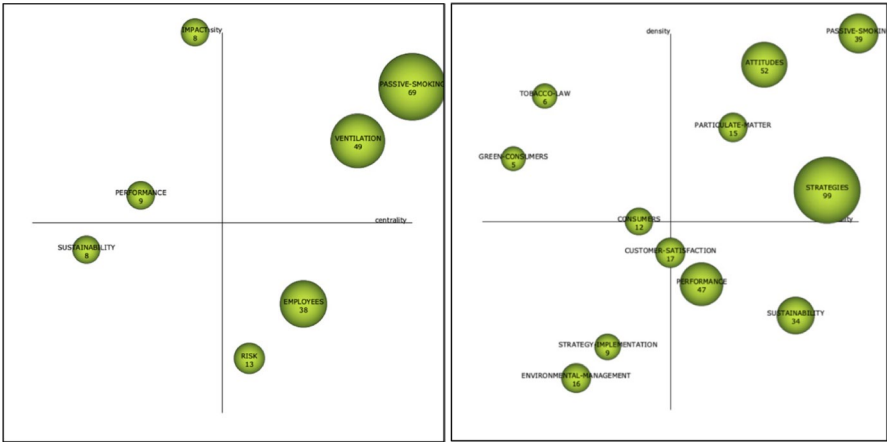 IMPACT sity
8
PASSIVE-SMOKING
69
VENTILATION
49
PERFORMANCE
9
centrality
SUSTAINABILITY
8
EMPLOYEES
38
RISK
13
density
PASSIVE-SMOKIN
39
ATTITUDES
52
TOBACCO-LAW
6
PARTICULATE-MATTER
15
GREEN-CONSUMERS
5
STRATEGIES
99
CONSUMERS
12
CUSTOMER-SATISFACTION
17
PERFORMANCE
47
SUSTAINABILITY
34
STRATEGY-IMPLEMENTATION
9
ENVIRONMENTAL-MANAGEMENT
16